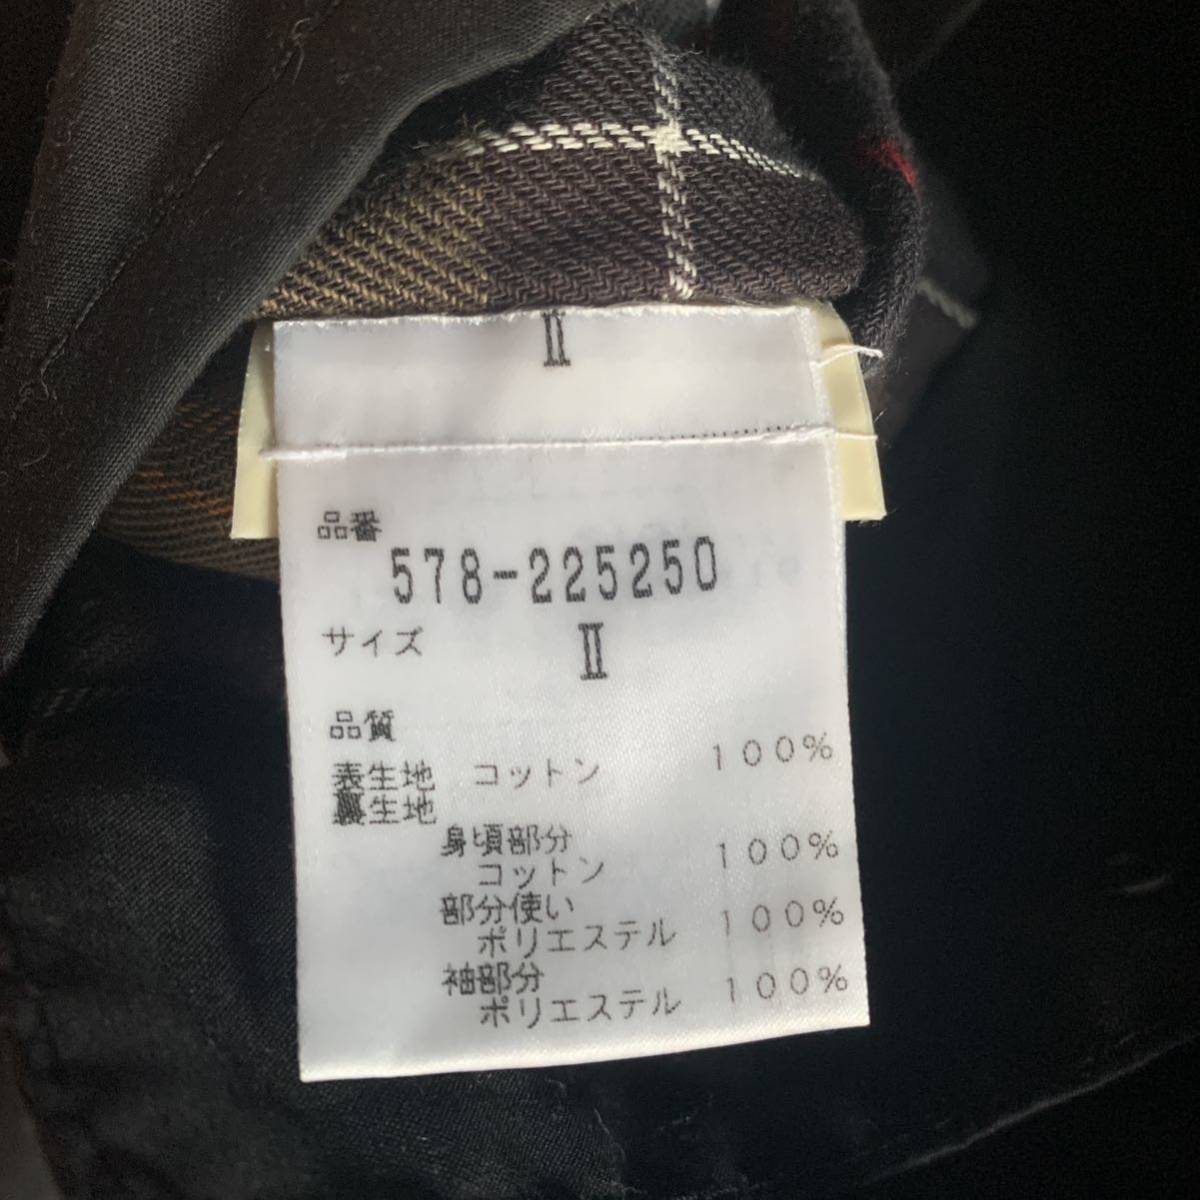 Ⅱ
品番
578-225250
サイズ Ⅱ
品質
表生地 コットン 100%
裏生地
身頃部分
コットン 100%
部分使い
ポリエステル 100%
袖部分
ポリエステル 100%